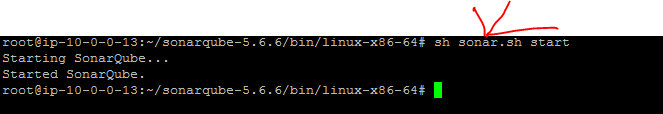 root@ip-10-0-0-13:~/sonarqube-5.6.6/bin/linux-x86-64# sh sonar.sh start
Starting SonarQube...
Started SonarQube.
root@ip-10-0-0-13:~/sonarqube-5.6.6/bin/linux-x86-64#